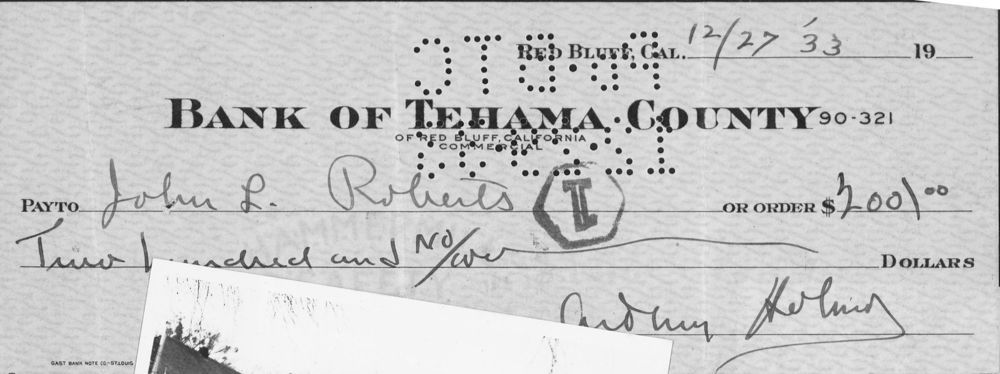 RED BLUFF, CAL. 12/27 '33 19
BANK OF TEHAMA COUNTY 90-321
OF RED BLUFF, CALIFORNIA
COMMERCIAL
PAY TO John L. Roberts OR ORDER $200/00
I
Two hundred and NO/100 DOLLARS
GAST BANK NOTE CO.-ST. LOUIS